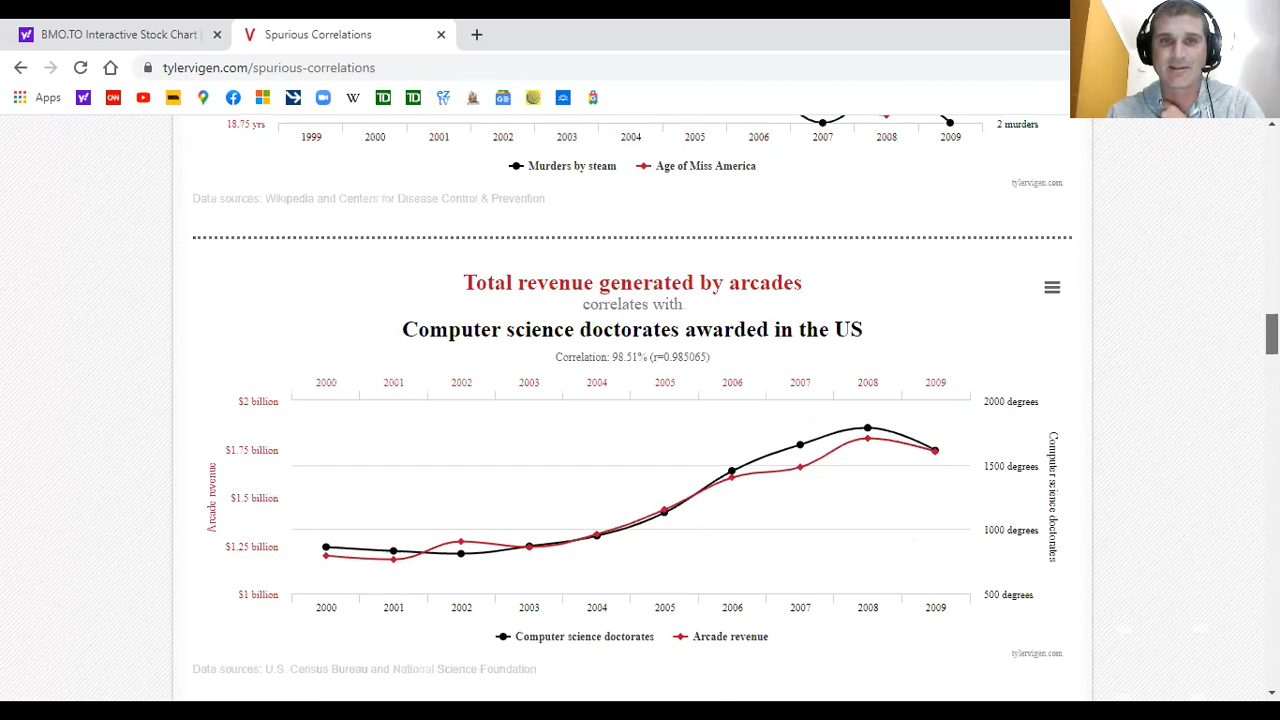 BMO.TO Interactive Stock Chart
Spurious Correlations
tylervigen.com/spurious-correlations
Apps
18.75 yrs
2 murders
1999 2000 2001 2002 2003 2004 2005 2006 2007 2008 2009
Murders by steam Age of Miss America
tylervigen.com
Data sources: Wikipedia and Centers for Disease Control & Prevention
Total revenue generated by arcades
correlates with
Computer science doctorates awarded in the US
Correlation: 98.51% (r=0.985065)
2000 2001 2002 2003 2004 2005 2006 2007 2008 2009
$2 billion
$1.75 billion
$1.5 billion
$1.25 billion
$1 billion
Arcade revenue
2000 degrees
1500 degrees
1000 degrees
500 degrees
Computer science doctorates
2000 2001 2002 2003 2004 2005 2006 2007 2008 2009
Computer science doctorates Arcade revenue
tylervigen.com
Data sources: U.S. Census Bureau and National Science Foundation